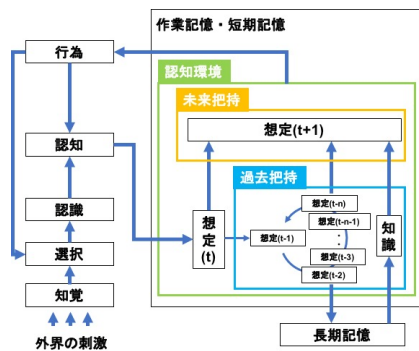 作業記憶・短期記憶
行為
認知環境
未来把持
想定(t+1)
認知
過去把持
認識
想定(t)
想定(t-n)
想定(t-n-1)
想定(t-1)
:
想定(t-3)
想定(t-2)
知識
選択
知覚
長期記憶
外界の刺激